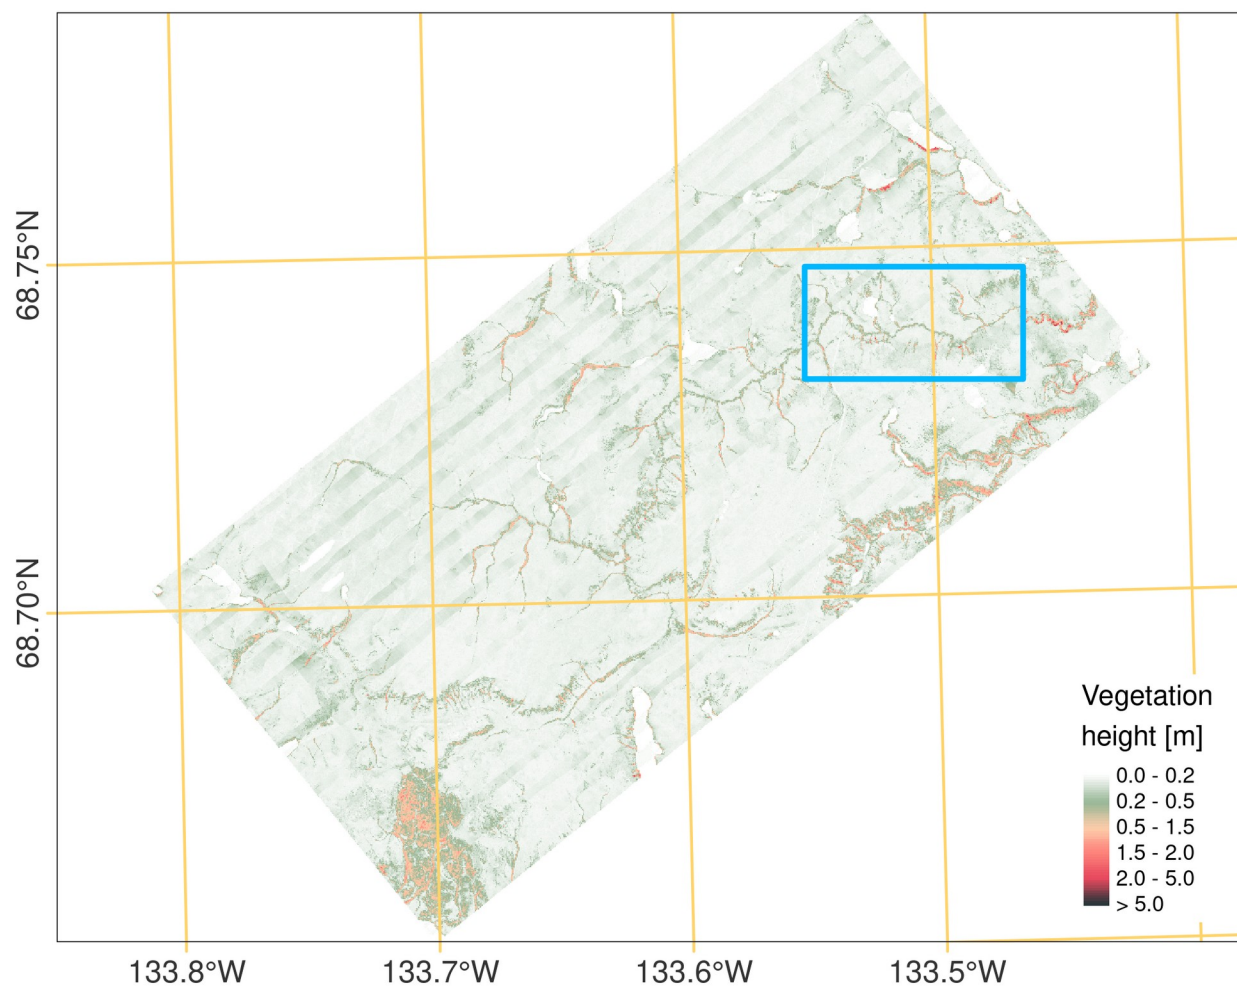 68.75°N
68.70°N
Vegetation
height [m]
0.0 - 0.2
0.2 - 0.5
0.5 - 1.5
1.5 - 2.0
2.0 - 5.0
> 5.0
133.8°W
133.7°W
133.6°W
133.5°W